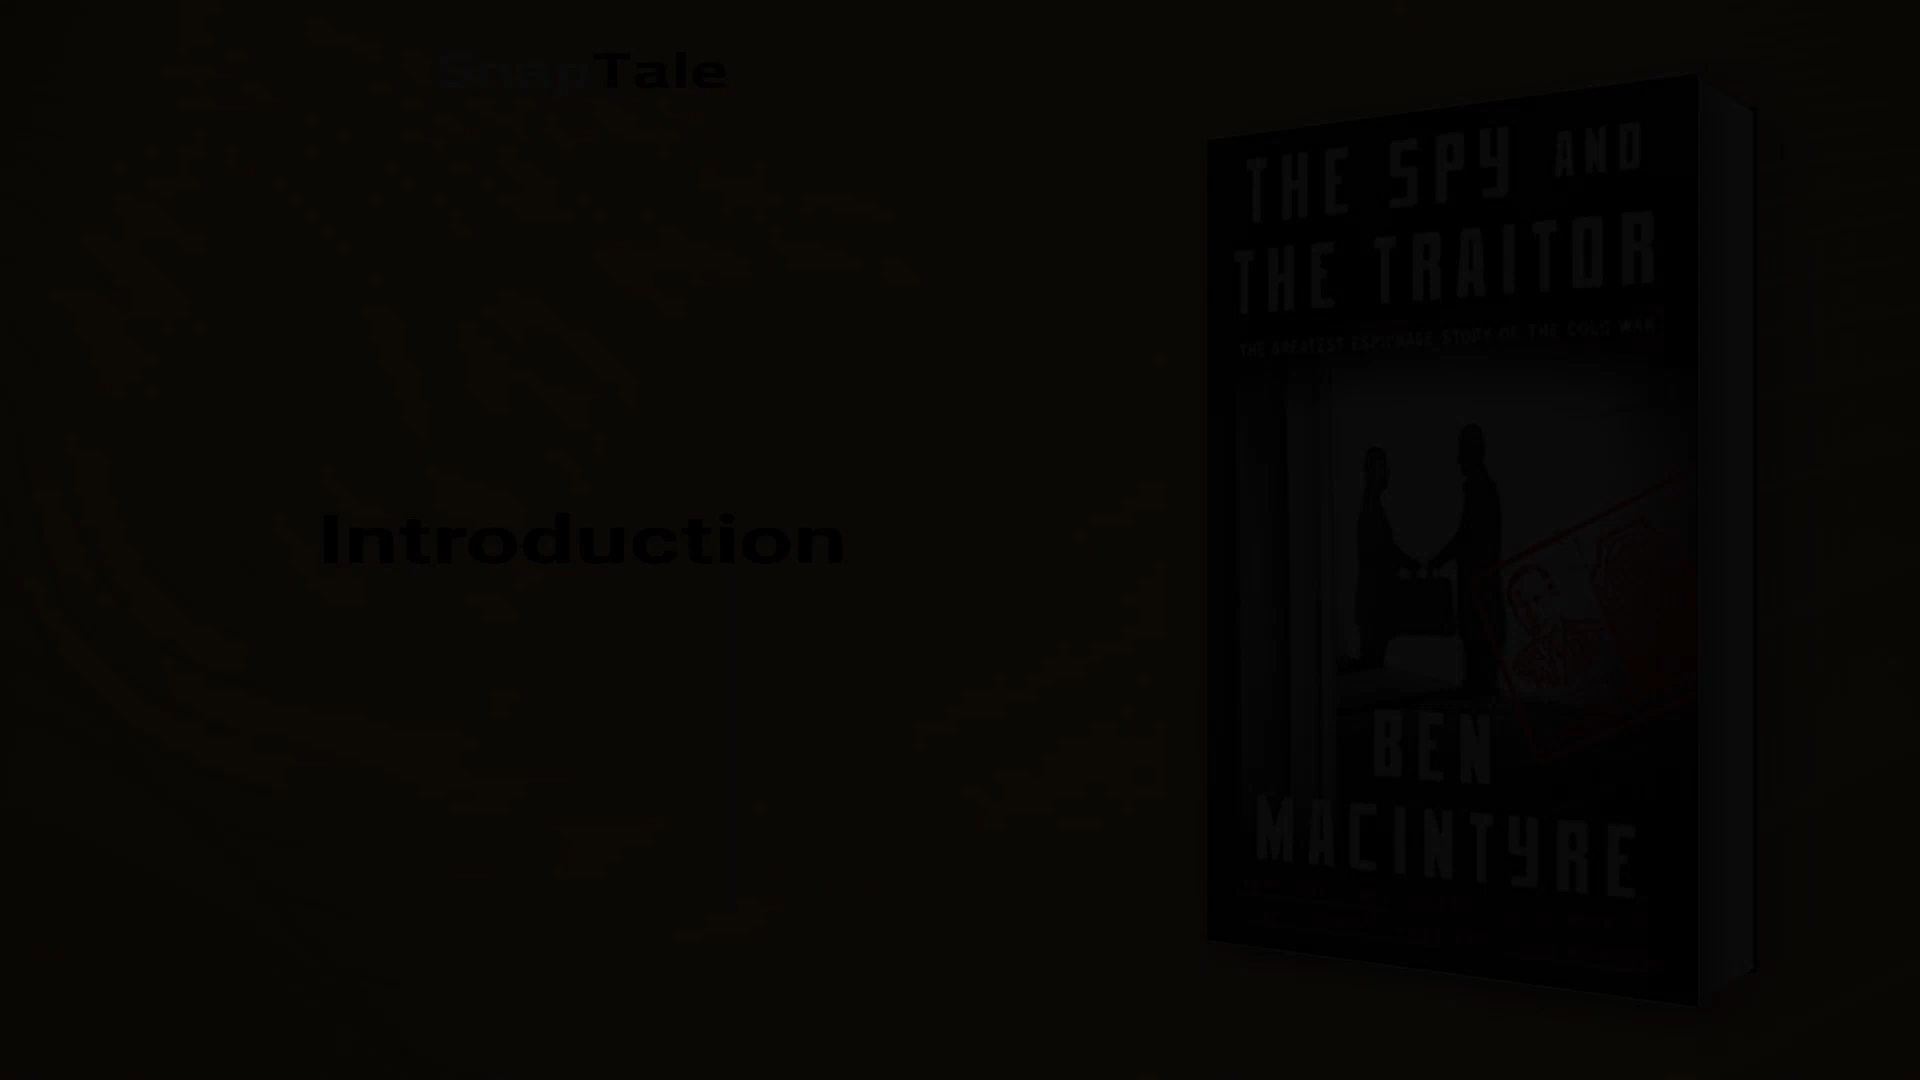 SnapTale
Introduction
THE SPY AND
THE TRAITOR
THE GREATEST ESPIONAGE STORY OF THE COLD WAR
BEN
MACINTYRE